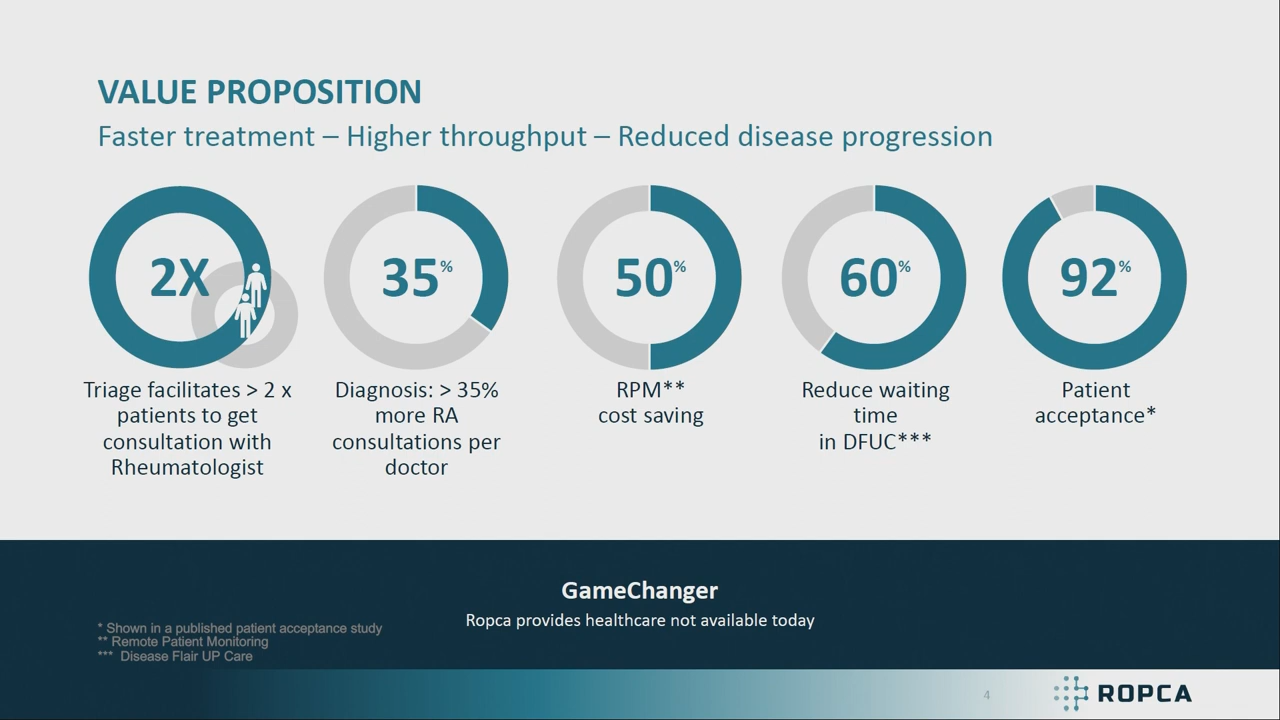 VALUE PROPOSITION
Faster treatment – Higher throughput – Reduced disease progression
2X
35%
50%
60%
92%
Triage facilitates > 2 x
patients to get
consultation with
Rheumatologist
Diagnosis: > 35%
more RA
consultations per
doctor
RPM**
cost saving
Reduce waiting
time
in DFUC***
Patient
acceptance*
GameChanger
Ropca provides healthcare not available today
* Shown in a published patient acceptance study
** Remote Patient Monitoring
*** Disease Flair UP Care
4
ROPCA